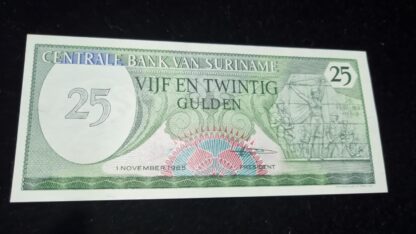 CENTRALE BANK VAN SURINAME
25
VIJF EN TWINTIG
GULDEN
25
1 NOVEMBER 1985
PRESIDENT